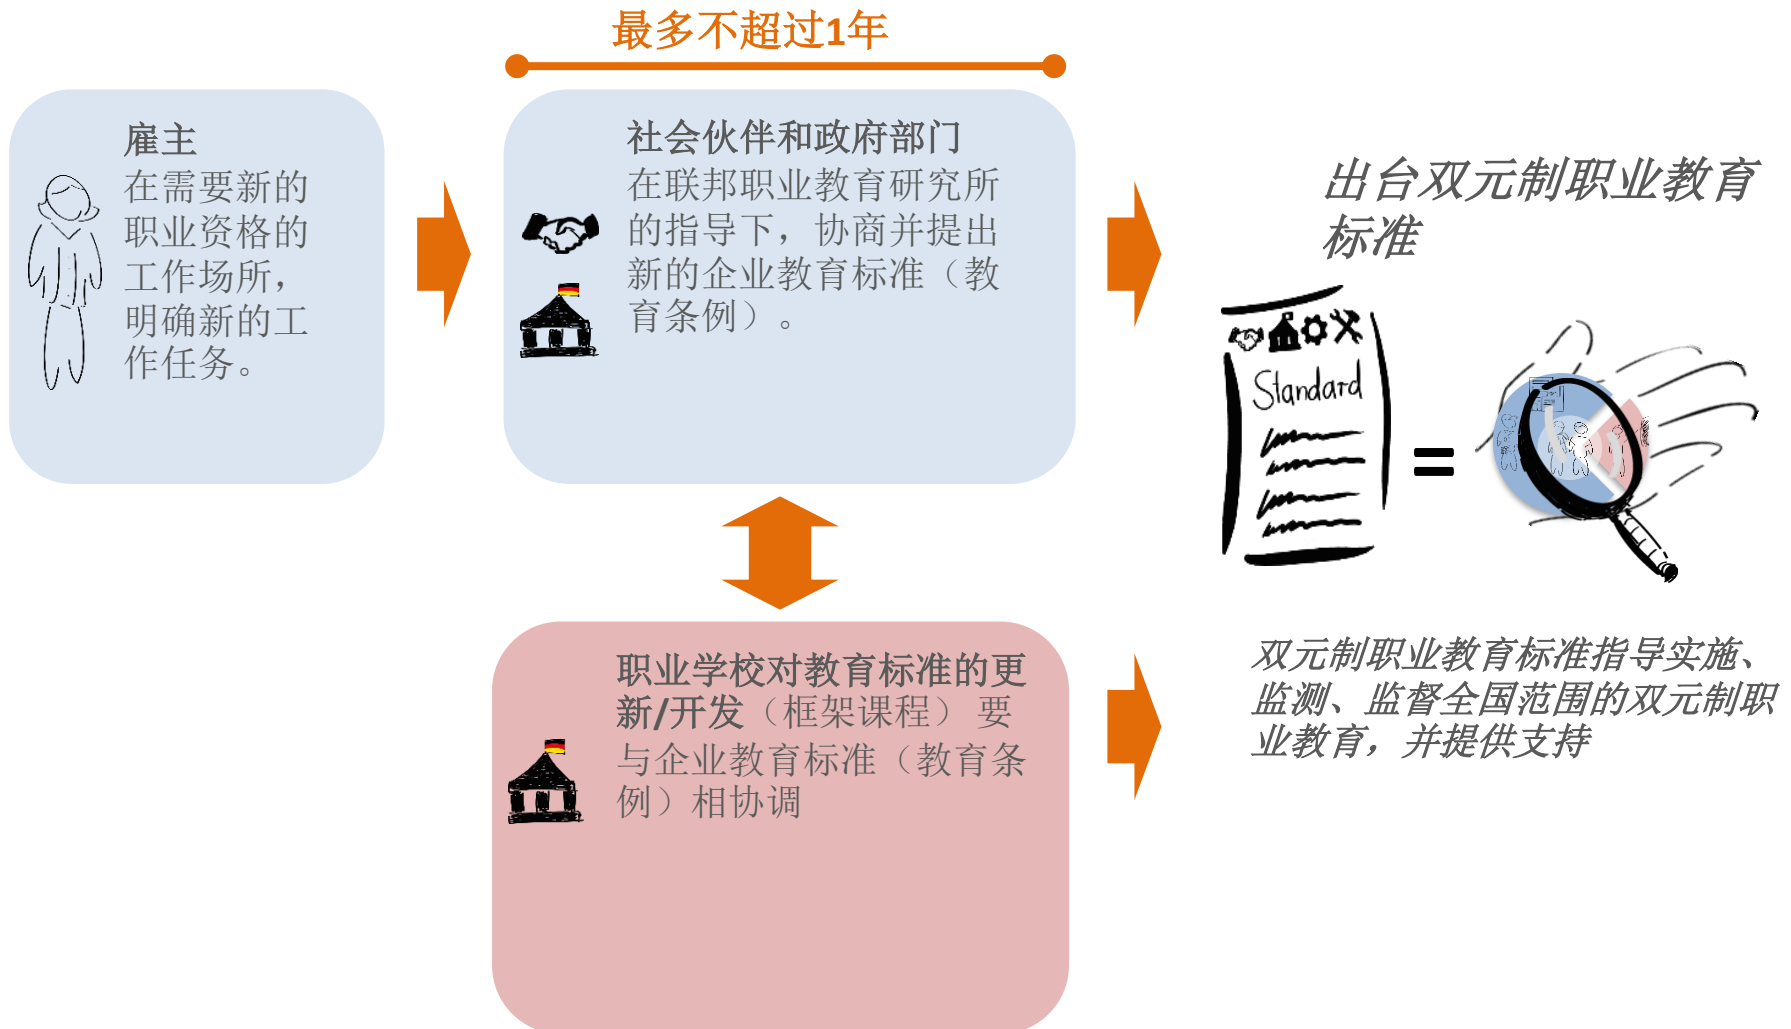 最多不超过1年
雇主
在需要新的
职业资格的
工作场所，
明确新的工
作任务。
社会伙伴和政府部门
在联邦职业教育研究所
的指导下，协商并提出
新的企业教育标准（教
育条例）。
出台双元制职业教育
标准
Standard
=
职业学校对教育标准的更
新/开发（框架课程） 要
与企业教育标准（教育条
例）相协调
双元制职业教育标准指导实施、
监测、监督全国范围的双元制职
业教育，并提供支持